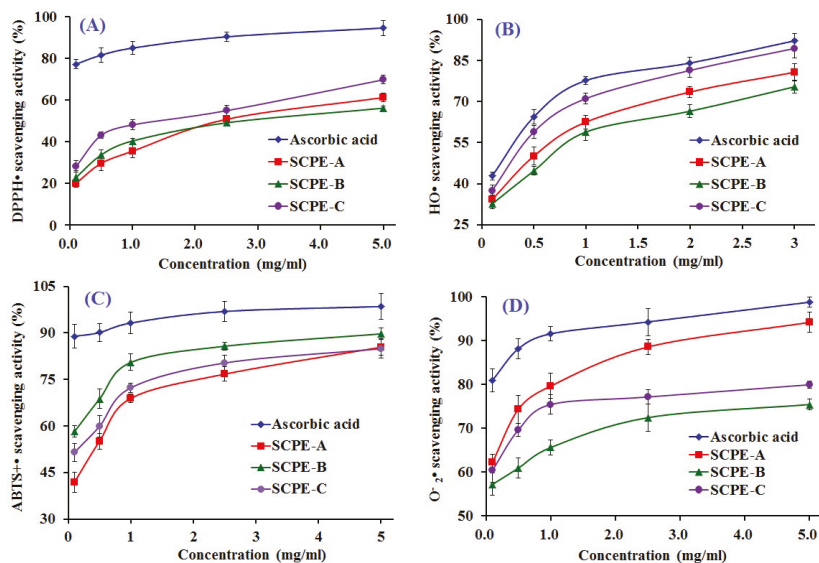 (A)
DPPH• scavenging activity (%)
100
80
60
40
20
0
Ascorbic acid
SCPE-A
SCPE-B
SCPE-C
0.0 1.0 2.0 3.0 4.0 5.0
Concentration (mg/ml)
(B)
HO• scavenging activity (%)
100
85
70
55
40
25
Ascorbic acid
SCPE-A
SCPE-B
SCPE-C
0.0 0.5 1 1.5 2 2.5 3
Concentration (mg/ml)
(C)
ABTS+• scavenging activity (%)
105
90
75
60
45
30
Ascorbic acid
SCPE-A
SCPE-B
SCPE-C
0 1 2 3 4 5
Concentration (mg/ml)
(D)
O-2• scavenging activity (%)
100
90
80
70
60
50
Ascorbic acid
SCPE-A
SCPE-B
SCPE-C
0.0 1.0 2.0 3.0 4.0 5.0
Concentration (mg/ml)